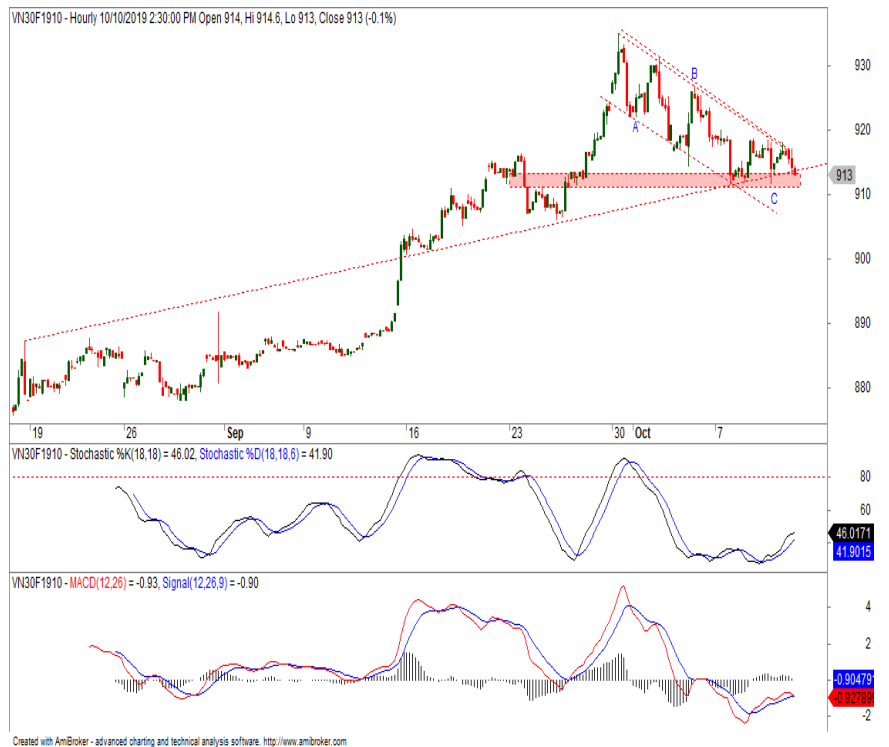 VN30F1910 - Hourly 10/10/2019 2:30:00 PM Open 914, Hi 914.6, Lo 913, Close 913 (-0.1%)
930
B
A
920
913
C
910
900
890
880
19 26 Sep 9 16 23 30 Oct 7
VN30F1910 - Stochastic %K(18,18) = 46.02, Stochastic %D(18,18,6) = 41.90
80
60
46.0171
41.9015
VN30F1910 - MACD(12,26) = -0.93, Signal(12,26,9) = -0.90
4
2
-0.904791
-0.927899
-2
Created with AmiBroker - advanced charting and technical analysis software. http://www.amibroker.com